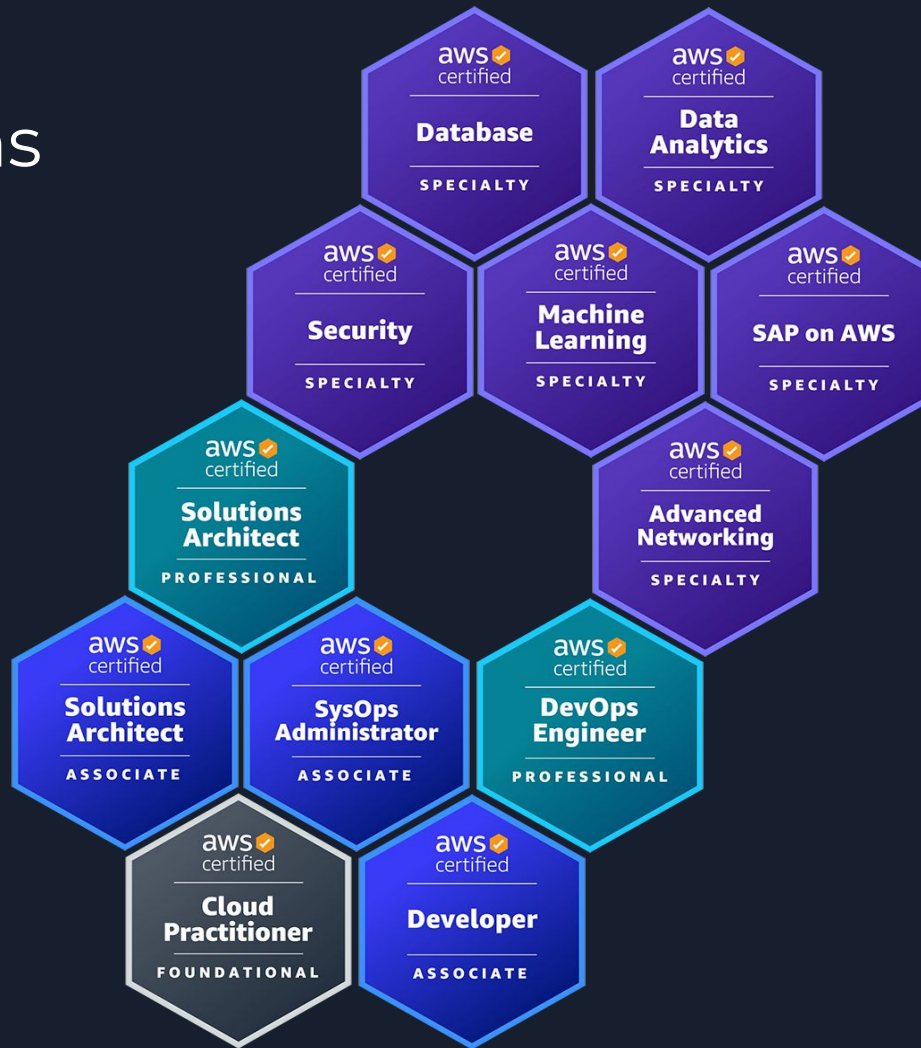 ns
aws
certified
Database
SPECIALTY
aws
certified
Data
Analytics
SPECIALTY
aws
certified
Security
SPECIALTY
aws
certified
Machine
Learning
SPECIALTY
aws
certified
SAP on AWS
SPECIALTY
aws
certified
Solutions
Architect
PROFESSIONAL
aws
certified
Advanced
Networking
SPECIALTY
aws
certified
Solutions
Architect
ASSOCIATE
aws
certified
SysOps
Administrator
ASSOCIATE
aws
certified
DevOps
Engineer
PROFESSIONAL
aws
certified
Cloud
Practitioner
FOUNDATIONAL
aws
certified
Developer
ASSOCIATE